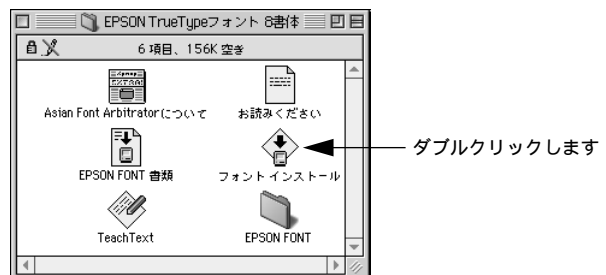 EPSON TrueTypeフォント 8書体
6 項目、156K 空き
Asian Font Arbitratorについて
お読みください
EPSON FONT 書類
フォントインストール
ダブルクリックします
TeachText
EPSON FONT